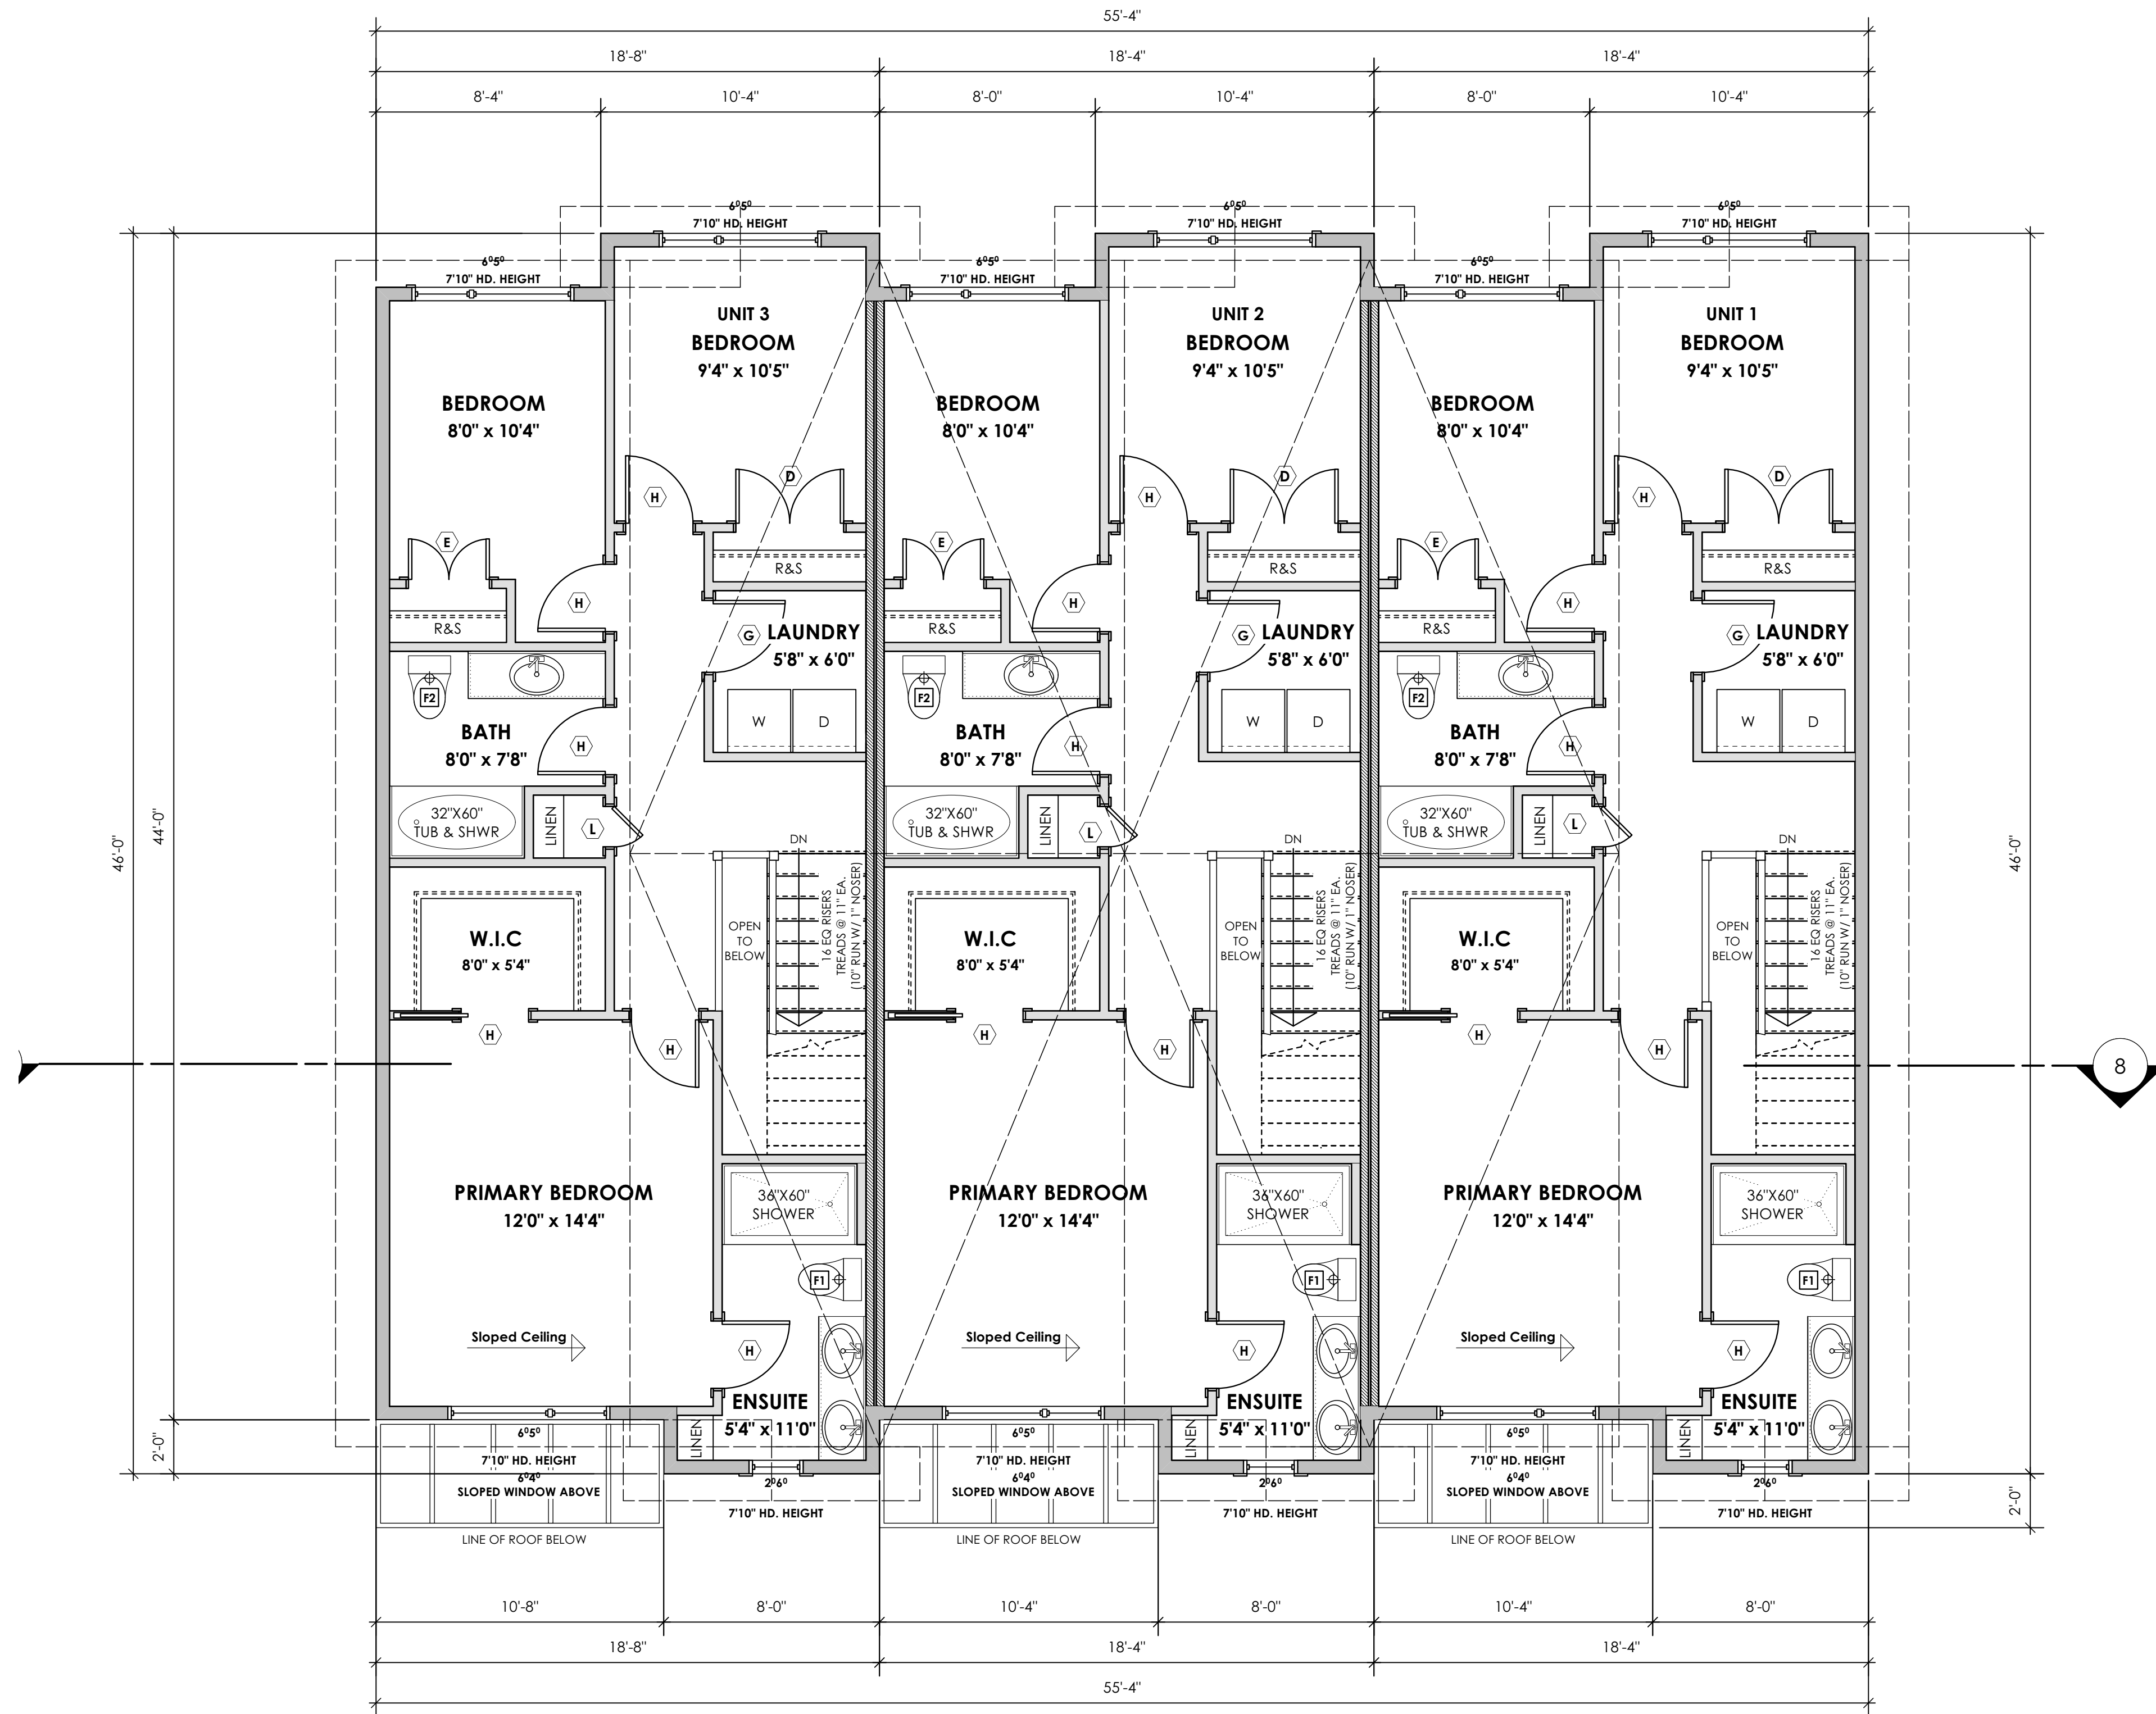 55'-4"
18'-8"
18'-4"
18'-4"
8'-4"
10'-4"
8'-0"
10'-4"
8'-0"
10'-4"
6⁰5⁰
7'10" HD. HEIGHT
6⁰5⁰
7'10" HD. HEIGHT
6⁰5⁰
7'10" HD. HEIGHT
6⁰5⁰
7'10" HD. HEIGHT
6⁰5⁰
7'10" HD. HEIGHT
6⁰5⁰
7'10" HD. HEIGHT
46'-0"
44'-0"
2'-0"
UNIT 3
BEDROOM
9'4" x 10'5"
BEDROOM
8'0" x 10'4"
H
D
E
R&S
H
R&S
G
LAUNDRY
5'8" x 6'0"
F2
W
D
BATH
8'0" x 7'8"
H
32"X60"
TUB & SHWR
LINEN
L
DN
OPEN
TO
BELOW
16 EQ RISERS
TREADS @ 11" EA.
(10" RUN W/ 1" NOSER)
W.I.C
8'0" x 5'4"
H
H
PRIMARY BEDROOM
12'0" x 14'4"
36"X60"
SHOWER
F1
Sloped Ceiling
H
ENSUITE
5'4" x 11'0"
LINEN
6⁰5⁰
7'10" HD. HEIGHT
6⁰4⁰
SLOPED WINDOW ABOVE
2⁰6⁰
7'10" HD. HEIGHT
LINE OF ROOF BELOW
UNIT 2
BEDROOM
9'4" x 10'5"
BEDROOM
8'0" x 10'4"
H
D
E
R&S
H
R&S
G
LAUNDRY
5'8" x 6'0"
F2
W
D
BATH
8'0" x 7'8"
H
32"X60"
TUB & SHWR
LINEN
L
DN
OPEN
TO
BELOW
16 EQ RISERS
TREADS @ 11" EA.
(10" RUN W/ 1" NOSER)
W.I.C
8'0" x 5'4"
H
H
PRIMARY BEDROOM
12'0" x 14'4"
36"X60"
SHOWER
F1
Sloped Ceiling
H
ENSUITE
5'4" x 11'0"
LINEN
6⁰5⁰
7'10" HD. HEIGHT
6⁰4⁰
SLOPED WINDOW ABOVE
2⁰6⁰
7'10" HD. HEIGHT
LINE OF ROOF BELOW
UNIT 1
BEDROOM
9'4" x 10'5"
BEDROOM
8'0" x 10'4"
H
D
E
R&S
H
R&S
G
LAUNDRY
5'8" x 6'0"
F2
W
D
BATH
8'0" x 7'8"
H
32"X60"
TUB & SHWR
LINEN
L
DN
OPEN
TO
BELOW
16 EQ RISERS
TREADS @ 11" EA.
(10" RUN W/ 1" NOSER)
W.I.C
8'0" x 5'4"
H
H
PRIMARY BEDROOM
12'0" x 14'4"
36"X60"
SHOWER
F1
Sloped Ceiling
H
ENSUITE
5'4" x 11'0"
LINEN
6⁰5⁰
7'10" HD. HEIGHT
6⁰4⁰
SLOPED WINDOW ABOVE
2⁰6⁰
7'10" HD. HEIGHT
LINE OF ROOF BELOW
46'-0"
8
2'-0"
10'-8"
8'-0"
10'-4"
8'-0"
10'-4"
8'-0"
18'-8"
18'-4"
18'-4"
55'-4"